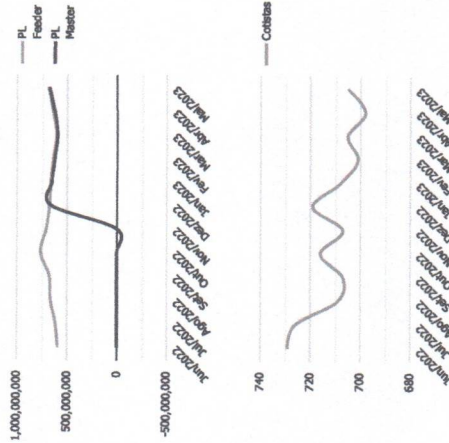 PL
Feeder
PL
Master
1,000,000,000
500,000,000
0
-500,000,000
Jun/2022
Jul/2022
Ago/2022
Set/2022
Out/2022
Nov/2022
Dez/2022
Jan/2023
Fev/2023
Mar/2023
Abr/2023
Mai/2023
Cotistas
740
720
700
680
Jun/2022
Jul/2022
Ago/2022
Set/2022
Out/2022
Nov/2022
Dez/2022
Jan/2023
Fev/2023
Mar/2023
Abr/2023
Mai/2023